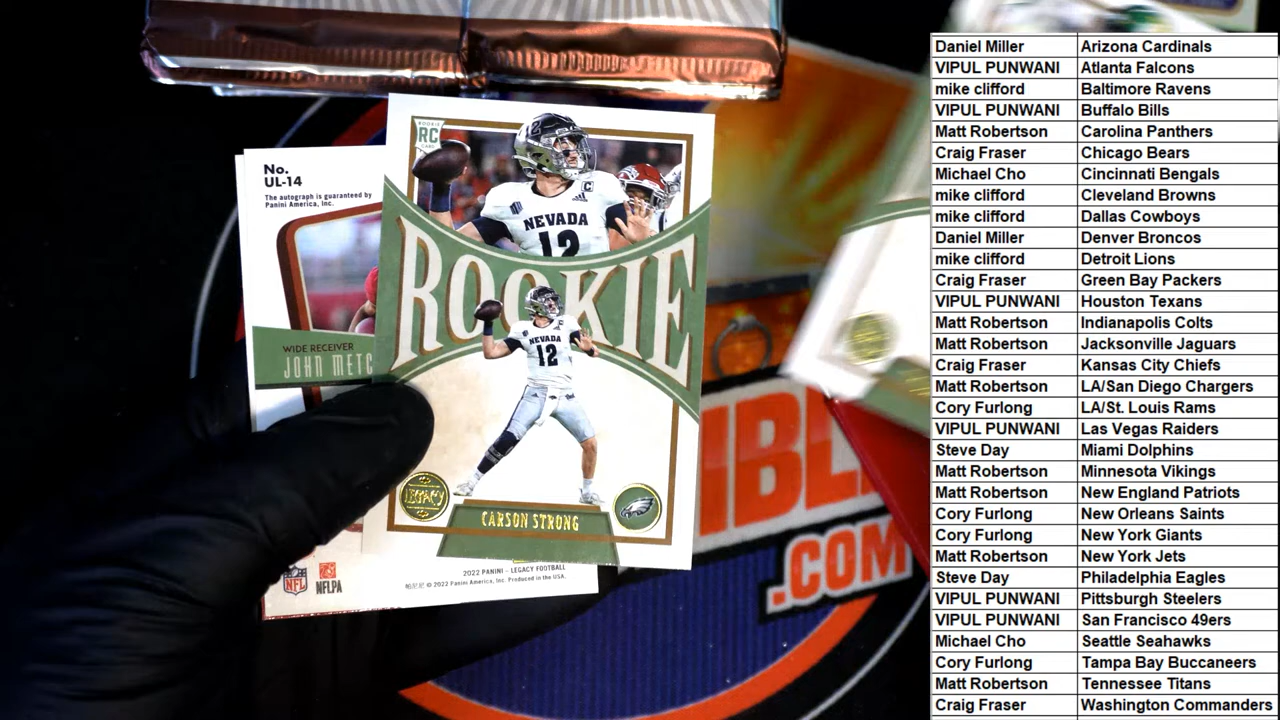 No.
UL-14
The autograph is guaranteed by
Panini America, Inc.
WIDE RECEIVER
JOHN METC
NFL
NFLPA
ROOKIE
RC
CARD
C
NEVADA
12
ROOKIE
NEVADA
12
LEGACY
CARSON STRONG
2022 PANINI - LEGACY FOOTBALL
© 2022 Panini America, Inc. Produced in the USA.
IBL
.COM
Daniel Miller Arizona Cardinals
VIPUL PUNWANI Atlanta Falcons
mike clifford Baltimore Ravens
VIPUL PUNWANI Buffalo Bills
Matt Robertson Carolina Panthers
Craig Fraser Chicago Bears
Michael Cho Cincinnati Bengals
mike clifford Cleveland Browns
mike clifford Dallas Cowboys
Daniel Miller Denver Broncos
mike clifford Detroit Lions
Craig Fraser Green Bay Packers
VIPUL PUNWANI Houston Texans
Matt Robertson Indianapolis Colts
Matt Robertson Jacksonville Jaguars
Craig Fraser Kansas City Chiefs
Matt Robertson LA/San Diego Chargers
Cory Furlong LA/St. Louis Rams
VIPUL PUNWANI Las Vegas Raiders
Steve Day Miami Dolphins
Matt Robertson Minnesota Vikings
Matt Robertson New England Patriots
Cory Furlong New Orleans Saints
Cory Furlong New York Giants
Matt Robertson New York Jets
Steve Day Philadelphia Eagles
VIPUL PUNWANI Pittsburgh Steelers
VIPUL PUNWANI San Francisco 49ers
Michael Cho Seattle Seahawks
Cory Furlong Tampa Bay Buccaneers
Matt Robertson Tennessee Titans
Craig Fraser Washington Commanders